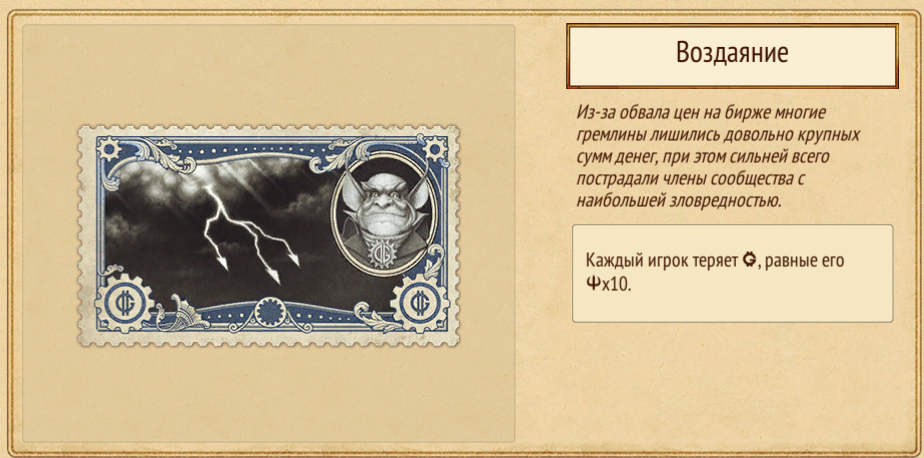 Воздаяние
Из-за обвала цен на бирже многие
гремлины лишились довольно крупных
сумм денег, при этом сильней всего
пострадали члены сообщества с
наибольшей зловредностью.
Каждый игрок теряет , равные его
x10.